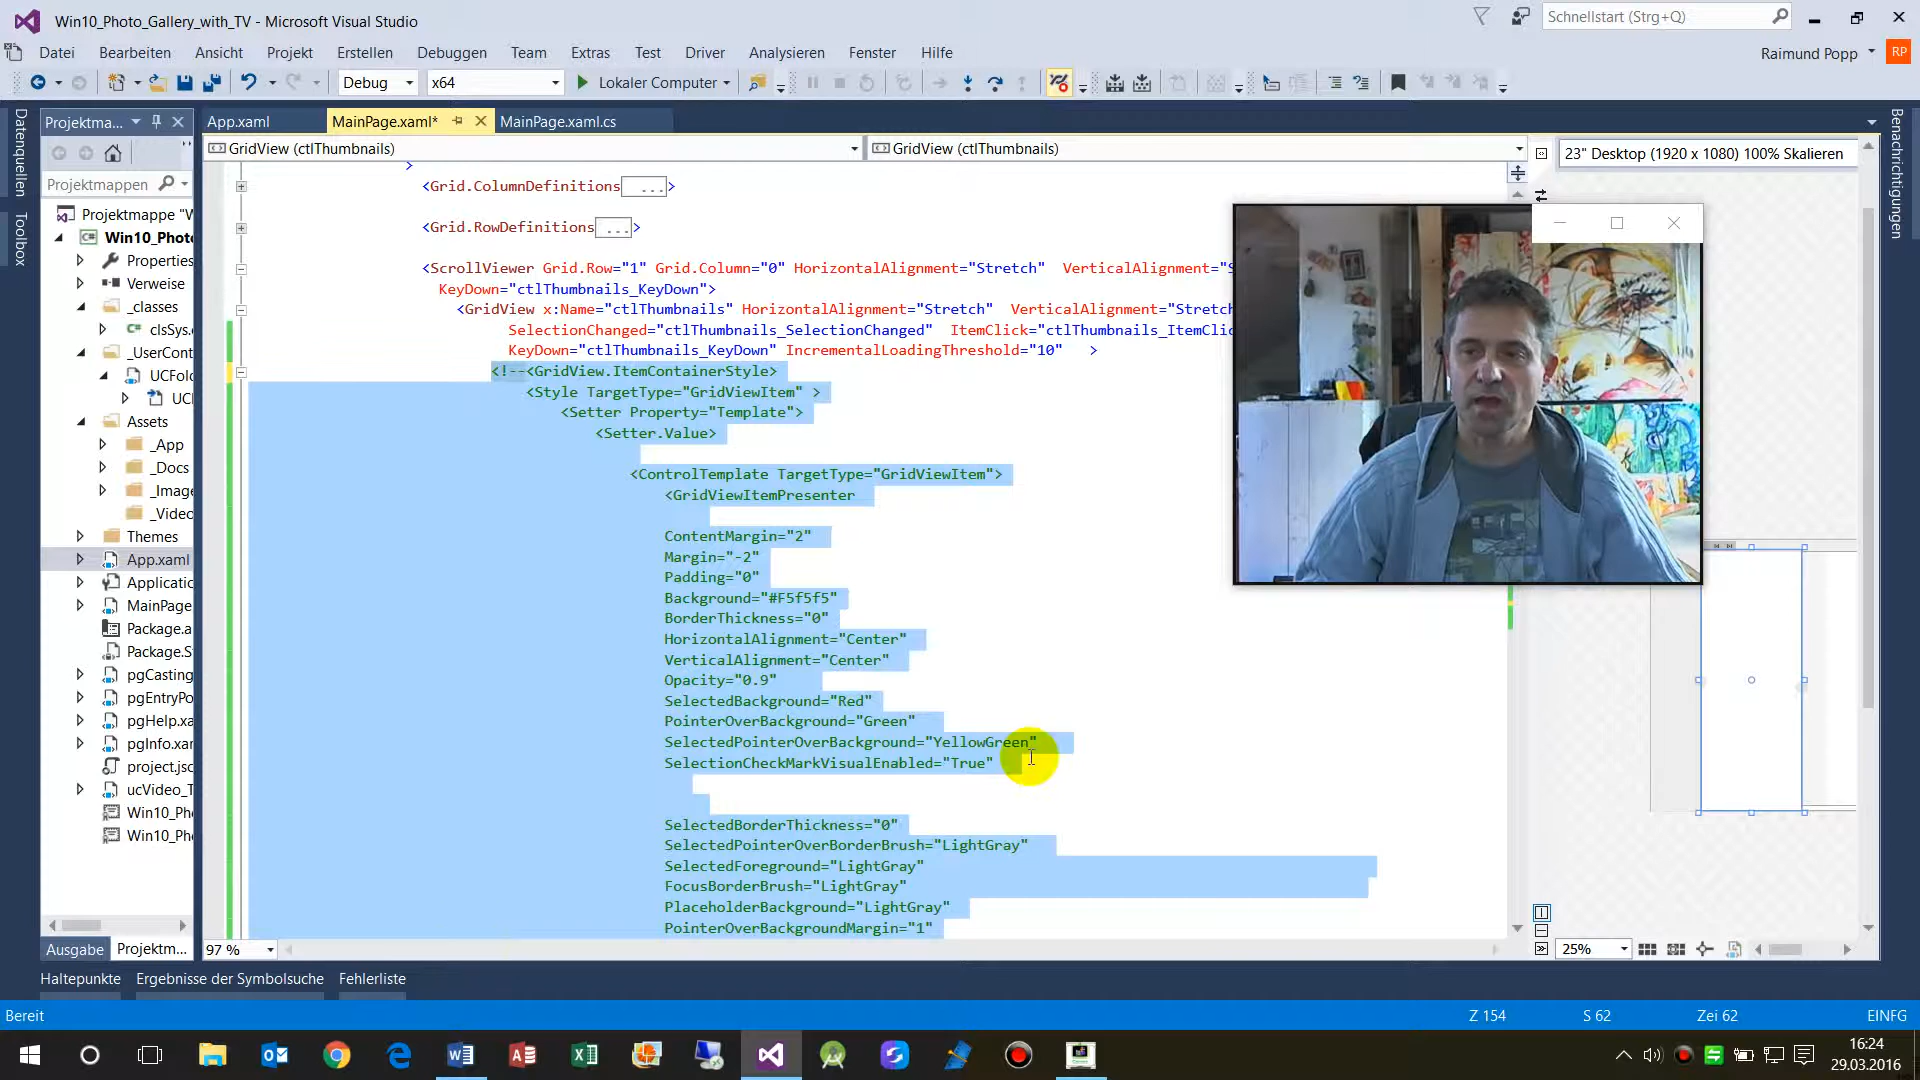 Win10_Photo_Gallery_with_TV - Microsoft Visual Studio
Schnellstart (Strg+Q)
Datei Bearbeiten Ansicht Projekt Erstellen Debuggen Team Extras Test Driver Analysieren Fenster Hilfe
Raimund Popp RP
Debug x64 Lokaler Computer
Datenquellen
Toolbox
Projektma...
App.xaml MainPage.xaml* MainPage.xaml.cs
GridView (ctlThumbnails) GridView (ctlThumbnails)
23" Desktop (1920 x 1080) 100% Skalieren
Benachrichtigungen
Projektmappen
Projektmappe "W
Win10_Photo
Properties
Verweise
_classes
clsSys.c
_UserCont
UCFol
UC
Assets
_App
_Docs
_Image
_Video
Themes
App.xaml
Applicatic
MainPage
Package.a
Package.S
pgCasting
pgEntryPo
pgHelp.xa
pgInfo.xar
project.jsc
ucVideo_T
Win10_Ph
Win10_Ph
Ausgabe Projektm...
>
<Grid.ColumnDefinitions ... >
<Grid.RowDefinitions ... >
<ScrollViewer Grid.Row="1" Grid.Column="0" HorizontalAlignment="Stretch" VerticalAlignment="S
KeyDown="ctlThumbnails_KeyDown">
<GridView x:Name="ctlThumbnails" HorizontalAlignment="Stretch" VerticalAlignment="Stretch
SelectionChanged="ctlThumbnails_SelectionChanged" ItemClick="ctlThumbnails_ItemClic
KeyDown="ctlThumbnails_KeyDown" IncrementalLoadingThreshold="10" >
<!--<GridView.ItemContainerStyle>
<Style TargetType="GridViewItem" >
<Setter Property="Template">
<Setter.Value>
<ControlTemplate TargetType="GridViewItem">
<GridViewItemPresenter
ContentMargin="2"
Margin="-2"
Padding="0"
Background="#F5f5f5"
BorderThickness="0"
HorizontalAlignment="Center"
VerticalAlignment="Center"
Opacity="0.9"
SelectedBackground="Red"
PointerOverBackground="Green"
SelectedPointerOverBackground="YellowGreen"
SelectionCheckMarkVisualEnabled="True"
SelectedBorderThickness="0"
SelectedPointerOverBorderBrush="LightGray"
SelectedForeground="LightGray"
FocusBorderBrush="LightGray"
PlaceholderBackground="LightGray"
PointerOverBackgroundMargin="1"
97 %
25%
Haltepunkte Ergebnisse der Symbolsuche Fehlerliste
Bereit Z 154 S 62 Zei 62 EINFG
16:24
29.03.2016